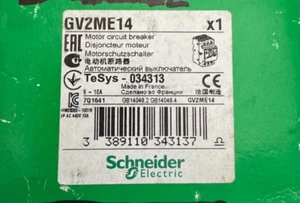 GV2ME14 x1
EAC Motor circuit breaker
Disjoncteur moteur
Motorschutzschalter
电动机断路器
Автоматический выключатель
TeSys - 034313
Made in France
6 - 10A Сделано во Франции 法国制造
7Q1641 GB14048.2 GB14048.4 GV2ME14
3 389110 343137
Schneider
Electric